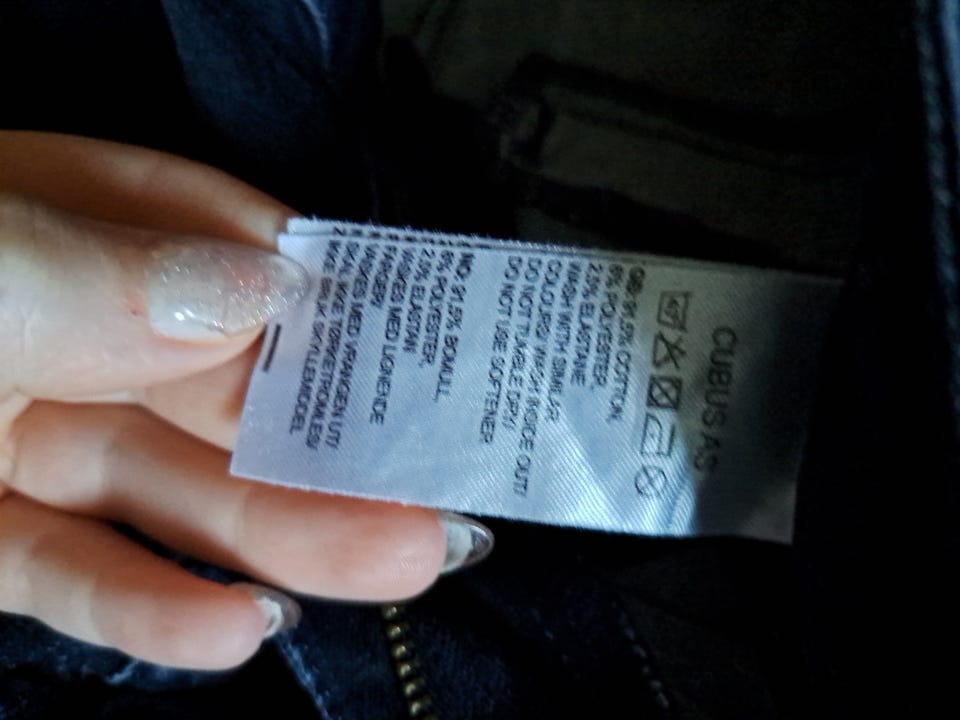 CUBUS AS
GB: 91,5% COTTON,
6% POLYESTER,
2,5% ELASTANE
WASH WITH SIMILAR
COLOURS/ WASH INSIDE OUT/
DO NOT TUMBLE DRY/
DO NOT USE SOFTENER
NO: 91,5% BOMULL,
6% POLYESTER,
2,5% ELASTAN
VASKES MED LIGNENDE
FARGER/
VASKES MED VRANGEN UT/
SKAL IKKE TØRKETROMLES/
IKKE BRUK SKYLLEMIDDEL